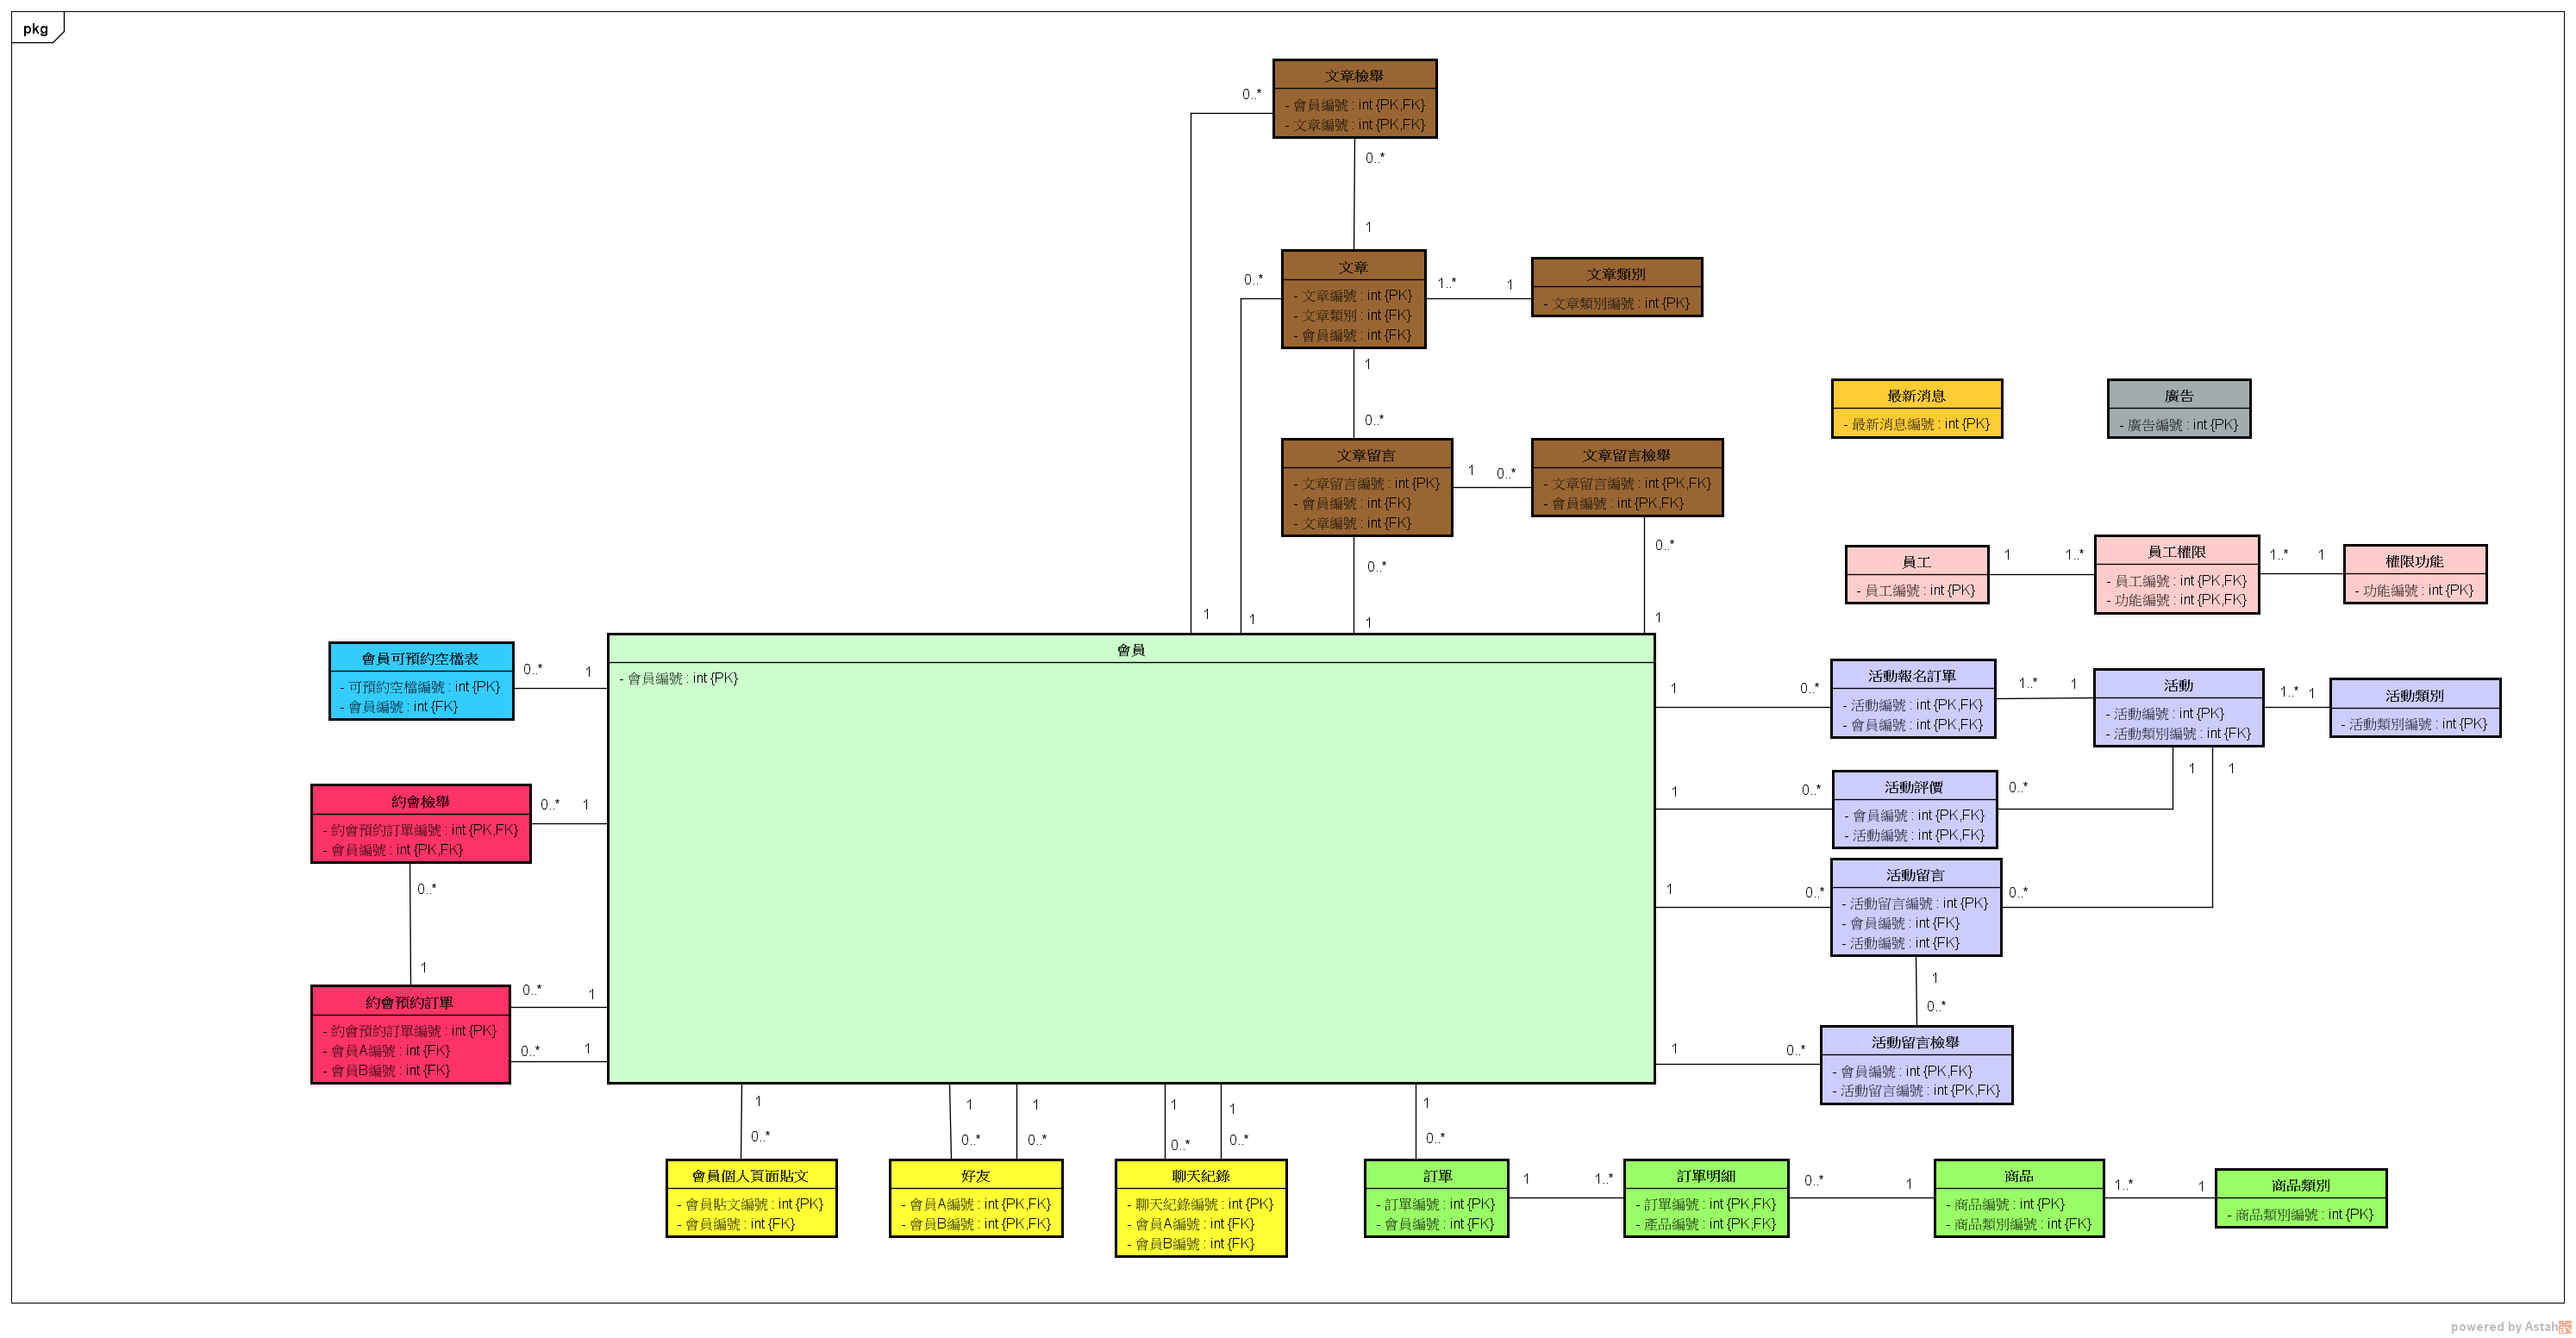 pkg
文章檢舉
- 會員編號 : int {PK,FK}
- 文章編號 : int {PK,FK}
0..*
0..*
1
文章
- 文章編號 : int {PK}
- 文章類別 : int {FK}
- 會員編號 : int {FK}
0..*
1..*
1
文章類別
- 文章類別編號 : int {PK}
1
0..*
最新消息
- 最新消息編號 : int {PK}
廣告
- 廣告編號 : int {PK}
文章留言
- 文章留言編號 : int {PK}
- 會員編號 : int {FK}
- 文章編號 : int {FK}
1
0..*
文章留言檢舉
- 文章留言編號 : int {PK,FK}
- 會員編號 : int {PK,FK}
0..*
0..*
員工
- 員工編號 : int {PK}
1
1..*
員工權限
- 員工編號 : int {PK,FK}
- 功能編號 : int {PK,FK}
1..*
1
權限功能
- 功能編號 : int {PK}
1
1
1
1
會員
- 會員編號 : int {PK}
會員可預約空檔表
- 可預約空檔編號 : int {PK}
- 會員編號 : int {FK}
0..*
1
1
0..*
活動報名訂單
- 活動編號 : int {PK,FK}
- 會員編號 : int {PK,FK}
1..*
1
活動
- 活動編號 : int {PK}
- 活動類別編號 : int {FK}
1..*
1
活動類別
- 活動類別編號 : int {PK}
1
1
約會檢舉
- 約會預約訂單編號 : int {PK,FK}
- 會員編號 : int {PK,FK}
0..*
1
0..*
1
1
0..*
活動評價
- 會員編號 : int {PK,FK}
- 活動編號 : int {PK,FK}
0..*
1
0..*
活動留言
- 活動留言編號 : int {PK}
- 會員編號 : int {FK}
- 活動編號 : int {FK}
0..*
1
0..*
約會預約訂單
- 約會預約訂單編號 : int {PK}
- 會員A編號 : int {FK}
- 會員B編號 : int {FK}
0..*
1
0..*
1
1
0..*
活動留言檢舉
- 會員編號 : int {PK,FK}
- 活動留言編號 : int {PK,FK}
1
0..*
1
0..*
1
0..*
1
0..*
1
0..*
1
0..*
會員個人頁面貼文
- 會員貼文編號 : int {PK}
- 會員編號 : int {FK}
好友
- 會員A編號 : int {PK,FK}
- 會員B編號 : int {PK,FK}
聊天紀錄
- 聊天紀錄編號 : int {PK}
- 會員A編號 : int {FK}
- 會員B編號 : int {FK}
訂單
- 訂單編號 : int {PK}
- 會員編號 : int {FK}
1
1..*
訂單明細
- 訂單編號 : int {PK,FK}
- 產品編號 : int {PK,FK}
0..*
1
商品
- 商品編號 : int {PK}
- 商品類別編號 : int {FK}
1..*
1
商品類別
- 商品類別編號 : int {PK}
powered by Astah